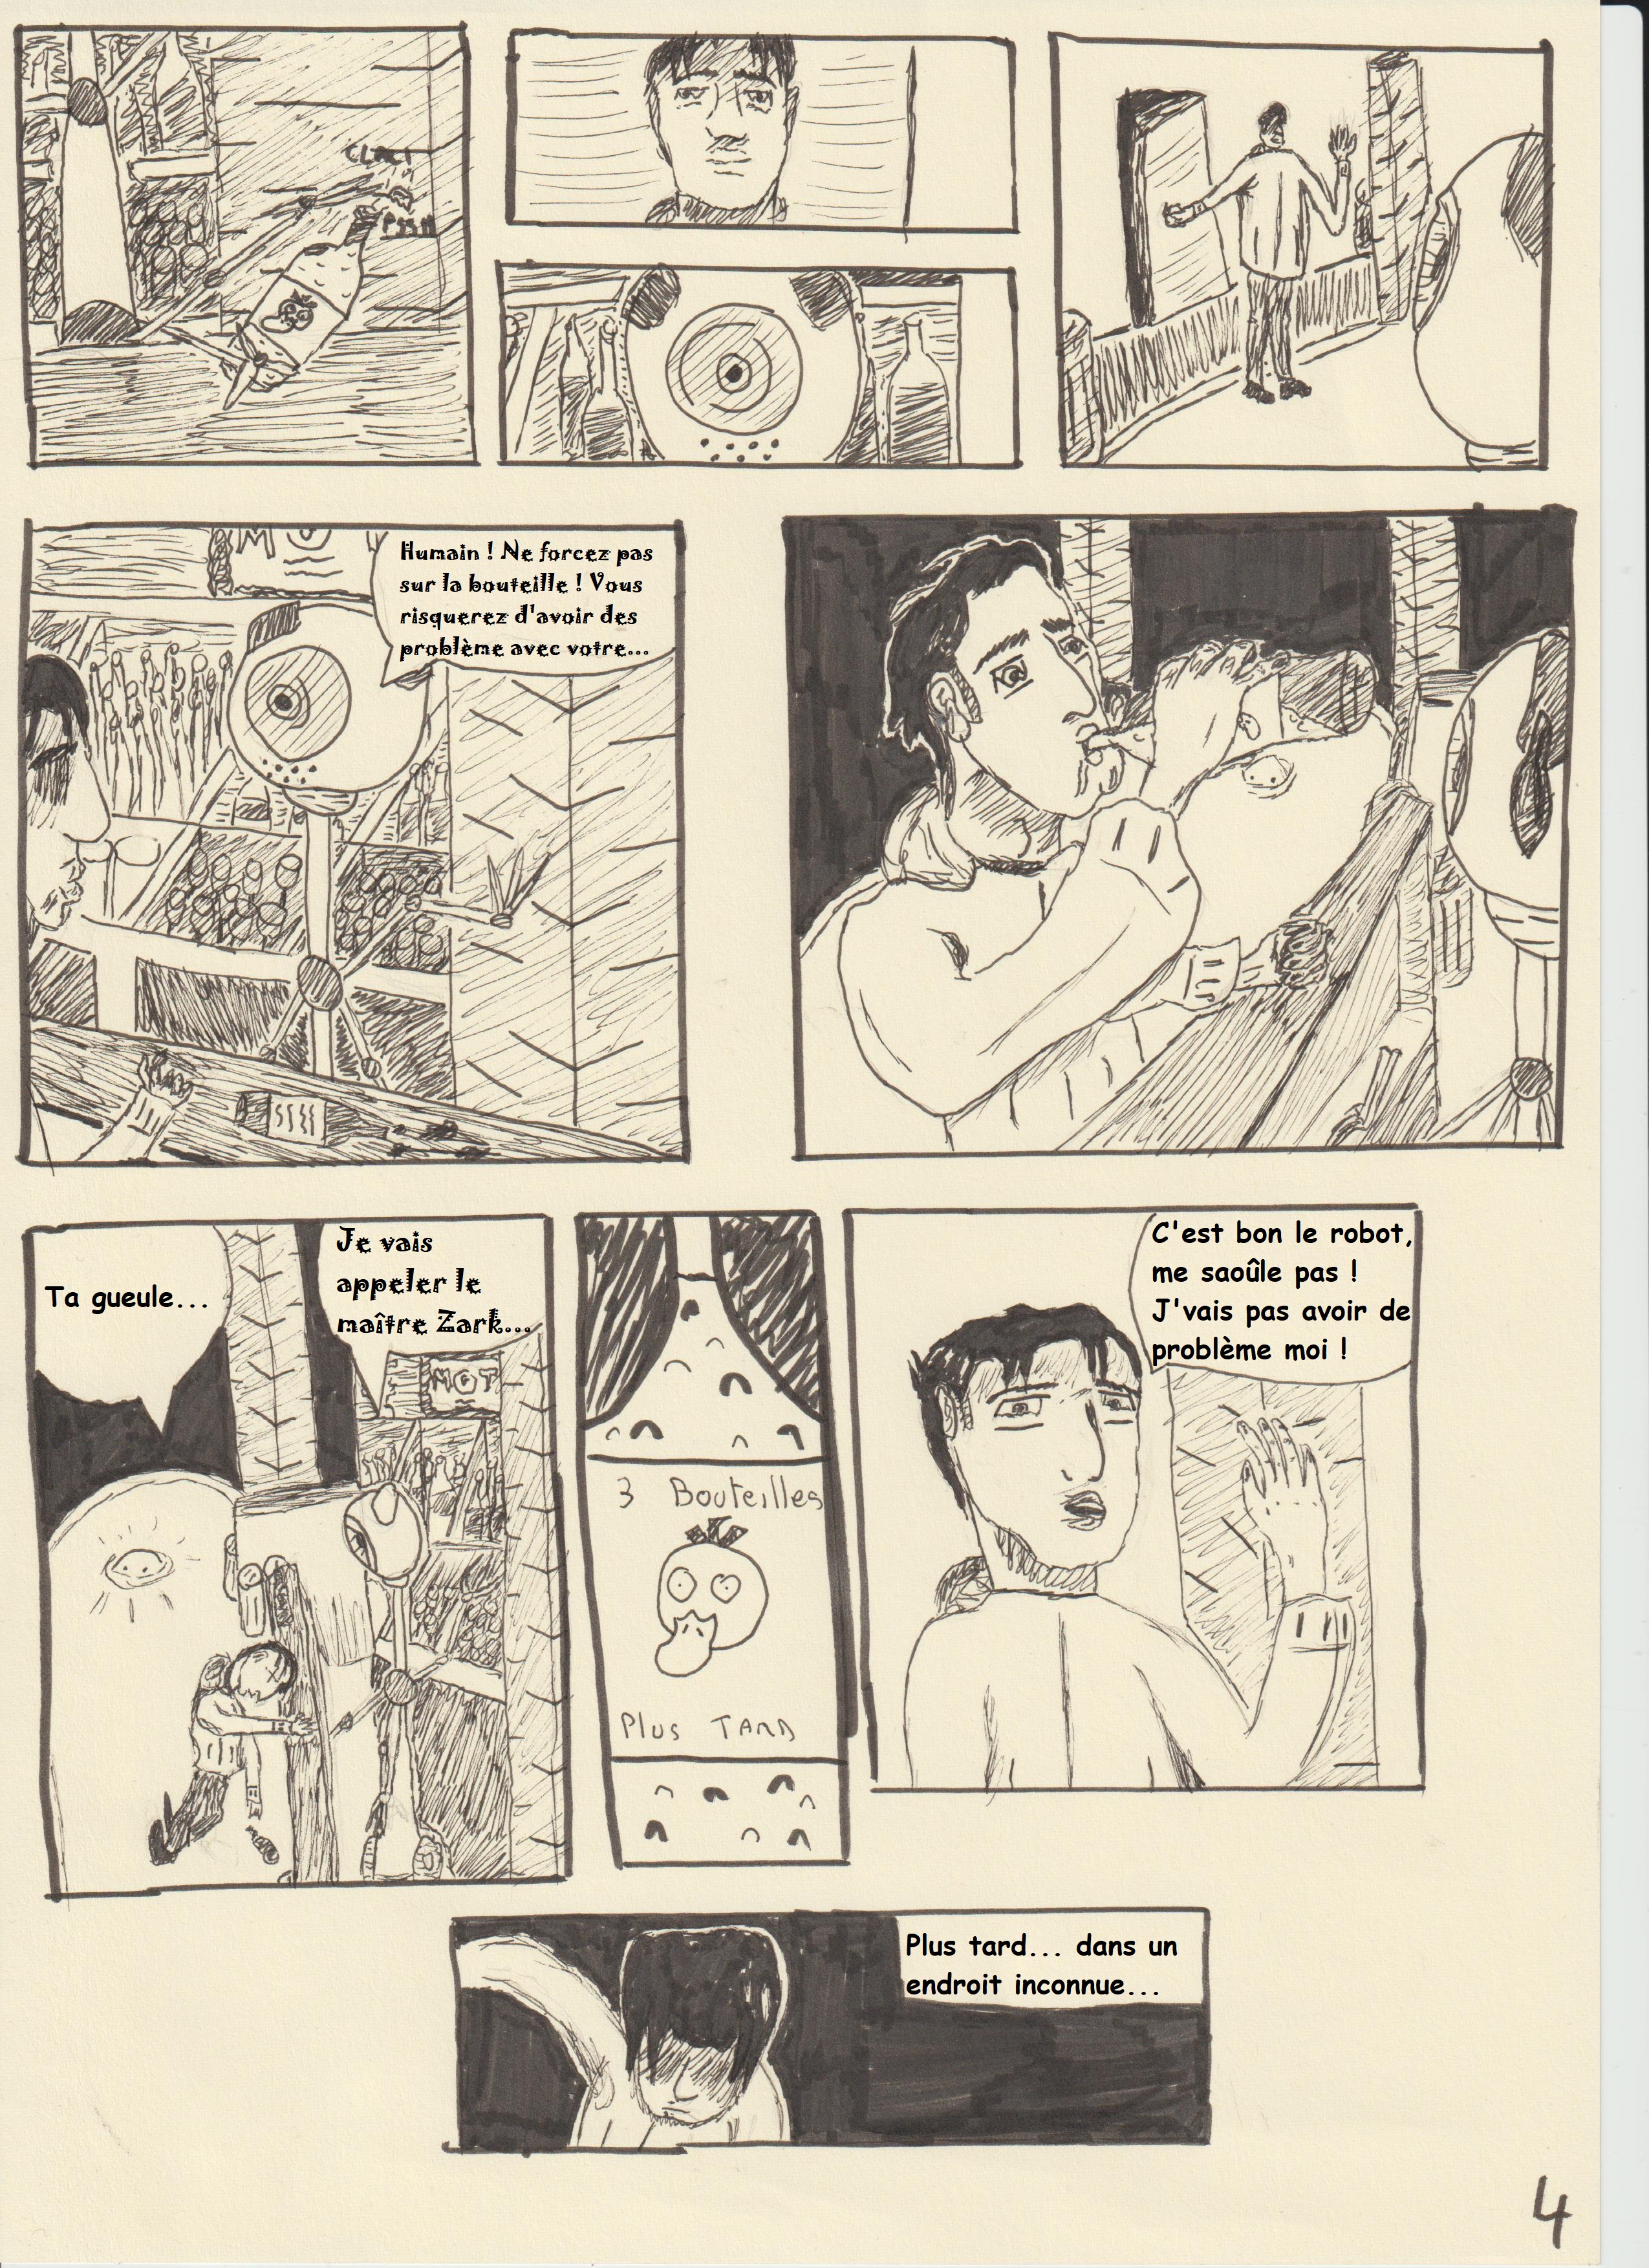 Humain ! Ne forcez pas
sur la bouteille ! Vous
risquerez d'avoir des
problème avec votre...
C'est bon le robot,
me saoûle pas !
J'vais pas avoir de
problème moi !
3 Bouteilles
Plus TARD
Je vais
appeler le
maître Zark...
Ta gueule...
Plus tard... dans un
endroit inconnue...
4